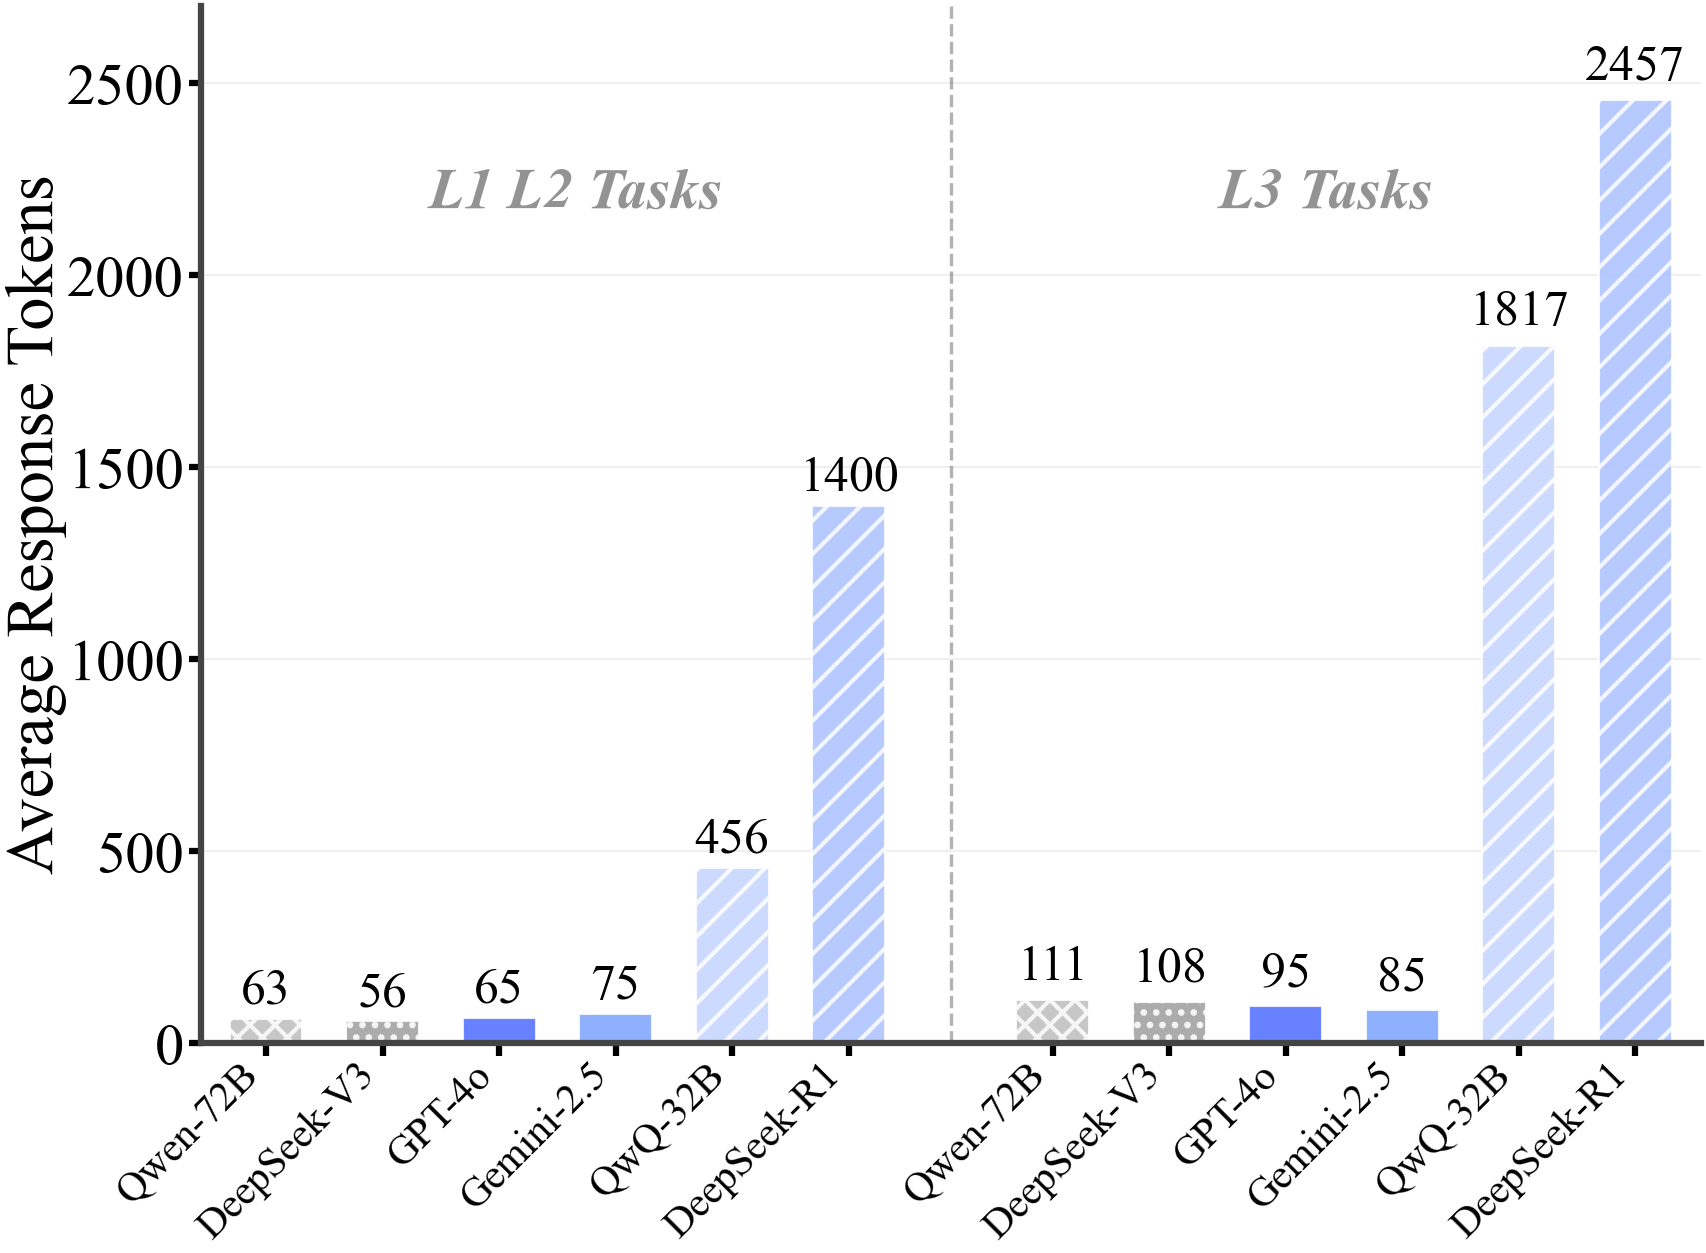 Average Response Tokens
2500
2000
1500
1000
500
0
L1 L2 Tasks
L3 Tasks
63
56
65
75
456
1400
111
108
95
85
1817
2457
Qwen-72B
DeepSeek-V3
GPT-4o
Gemini-2.5
QwQ-32B
DeepSeek-R1
Qwen-72B
DeepSeek-V3
GPT-4o
Gemini-2.5
QwQ-32B
DeepSeek-R1